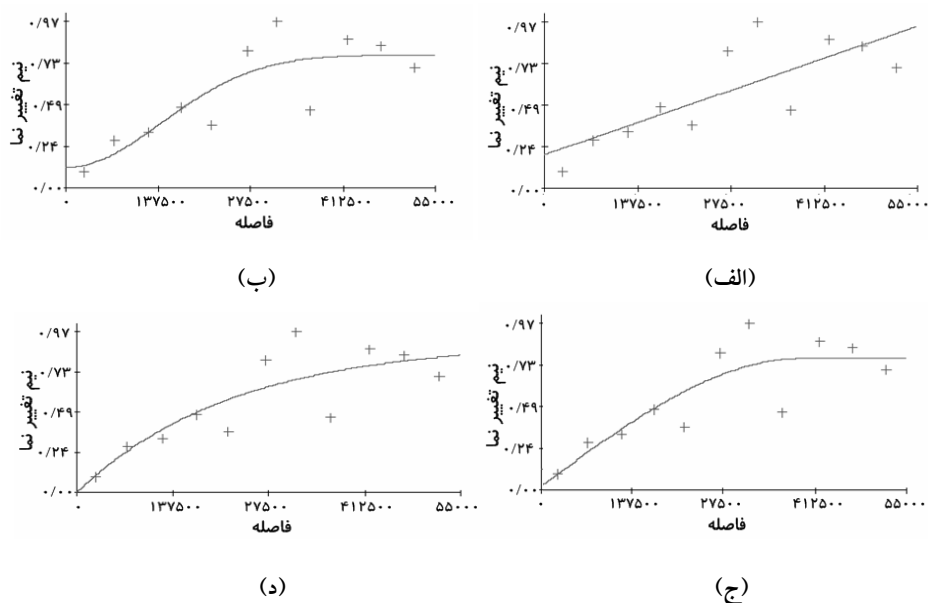 ۰/۹۷
۰/۷۳
۰/۴۹
۰/۲۴
۰/۰۰
نیم تغییر نما
۰ ۱۳۷۵۰۰ ۲۷۵۰۰ ۴۱۲۵۰۰ ۵۵۰۰۰
فاصله
(الف)
۰/۹۷
۰/۷۳
۰/۴۹
۰/۲۴
۰/۰۰
نیم تغییر نما
۰ ۱۳۷۵۰۰ ۲۷۵۰۰ ۴۱۲۵۰۰ ۵۵۰۰۰
فاصله
(ب)
۰/۹۷
۰/۷۳
۰/۴۹
۰/۲۴
۰/۰۰
نیم تغییر نما
۰ ۱۳۷۵۰۰ ۲۷۵۰۰ ۴۱۲۵۰۰ ۵۵۰۰۰
فاصله
(ج)
۰/۹۷
۰/۷۳
۰/۴۹
۰/۲۴
۰/۰۰
نیم تغییر نما
۰ ۱۳۷۵۰۰ ۲۷۵۰۰ ۴۱۲۵۰۰ ۵۵۰۰۰
فاصله
(د)